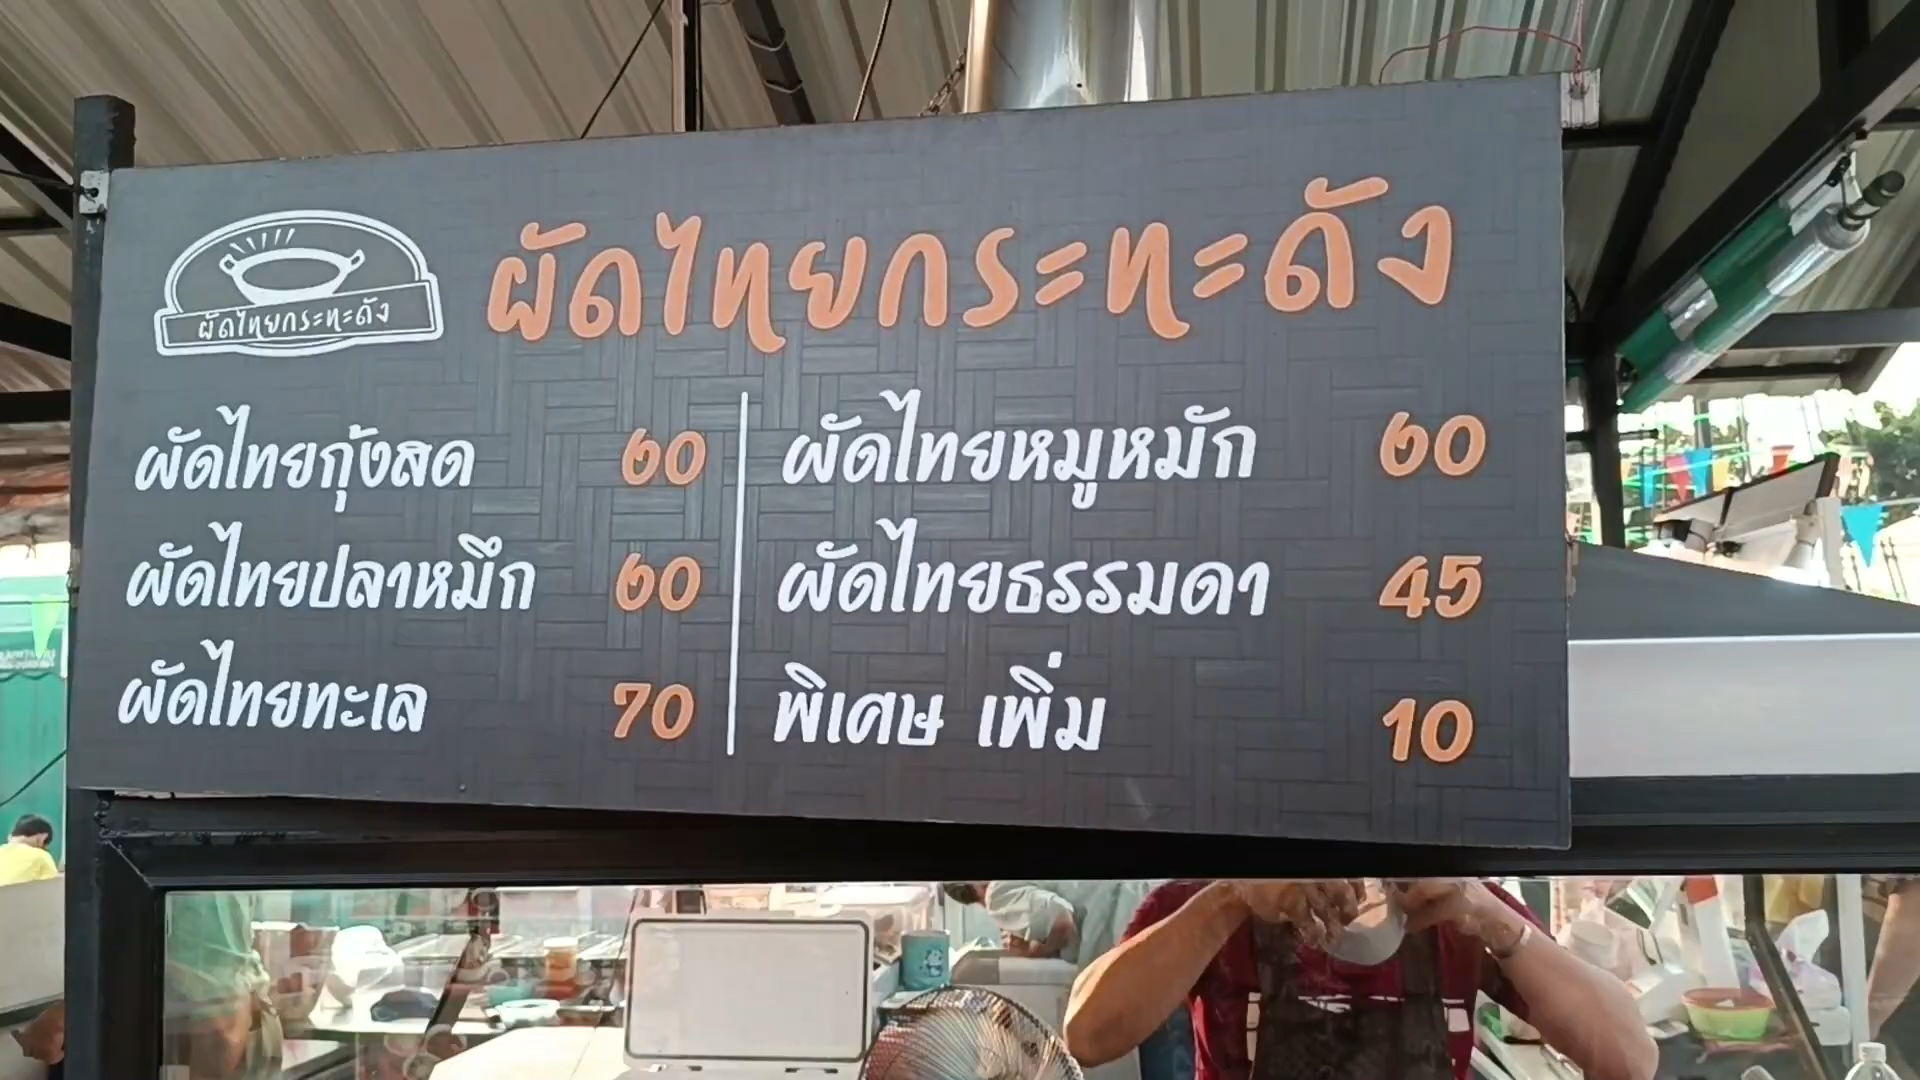 ผัดไทยกระทะดัง
ผัดไทยกระทะดัง
ผัดไทยกุ้งสด 60
ผัดไทยปลาหมึก 60
ผัดไทยทะเล 70
ผัดไทยหมูหมัก 60
ผัดไทยธรรมดา 45
พิเศษ เพิ่ม 10